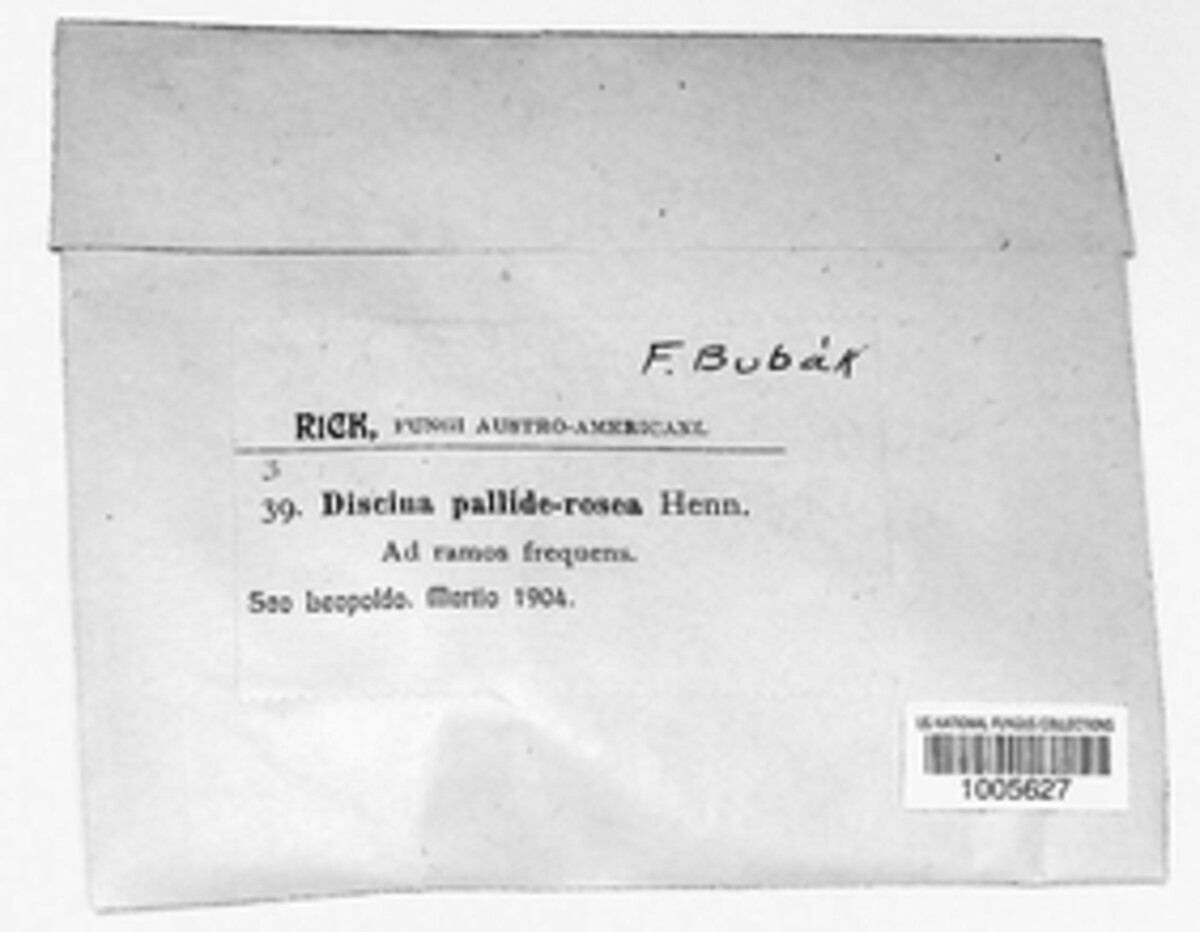 F. Bubák
RICK, FUNGI AUSTRO-AMERICANI.
3
39. Discina pallide-rosea Henn.
Ad ramos frequens.
Sao Leopoldo. Martio 1904.
US NATIONAL FUNGUS COLLECTIONS
1005627